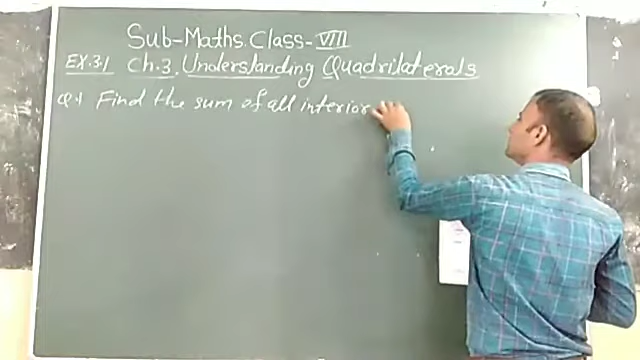 Sub-Maths. Class-VIII
EX.3.1 Ch.3. Understanding Quadrilaterals
Q.1 Find the sum of all interior